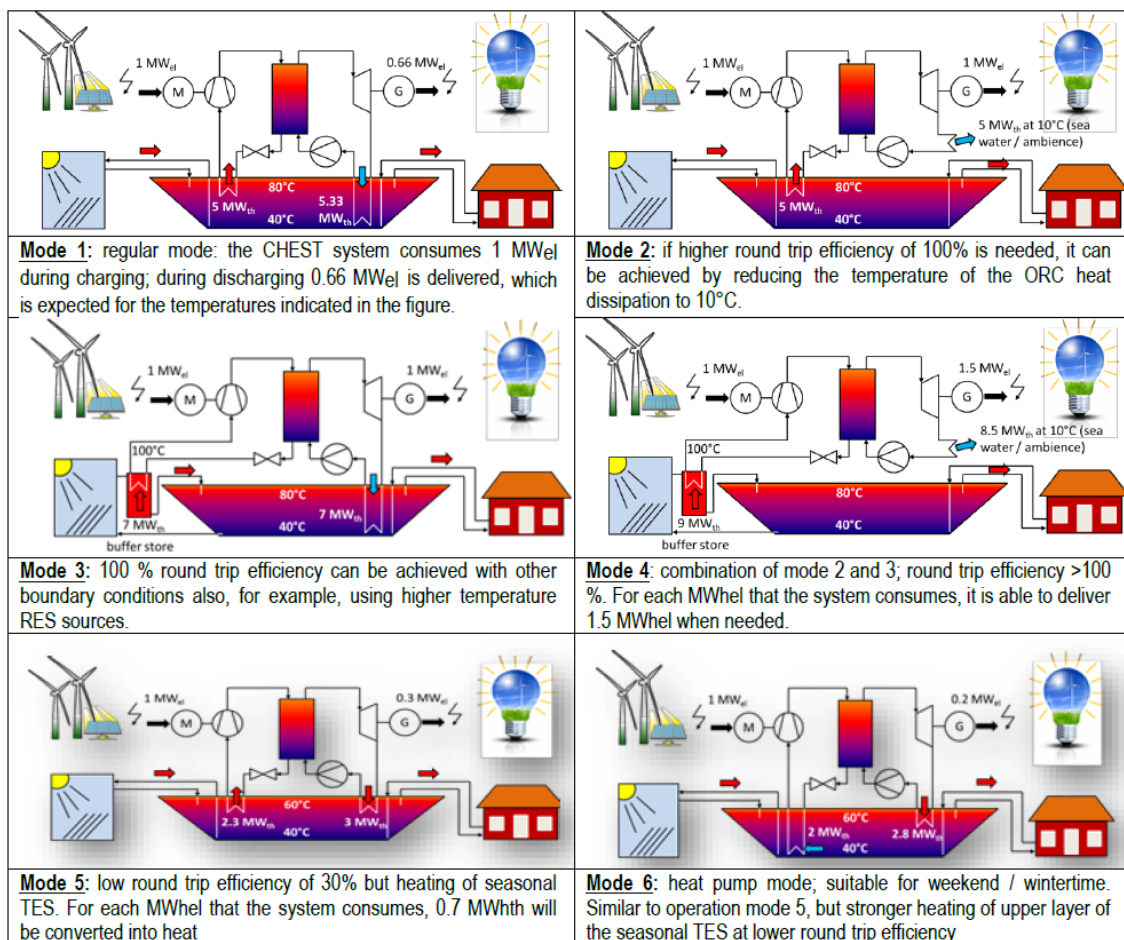 1 MWel
M
0.66 MWel
G
80°C
5 MWth
5.33
MWth
40°C
Mode 1: regular mode: the CHEST system consumes 1 MWel
during charging; during discharging 0.66 MWel is delivered, which
is expected for the temperatures indicated in the figure.
1 MWel
M
1 MWel
G
5 MWth at 10°C (sea
water / ambience)
80°C
5 MWth
40°C
Mode 2: if higher round trip efficiency of 100% is needed, it can
be achieved by reducing the temperature of the ORC heat
dissipation to 10°C.
1 MWel
M
1 MWel
G
100°C
80°C
7 MWth
7 MWth
40°C
buffer store
Mode 3: 100 % round trip efficiency can be achieved with other
boundary conditions also, for example, using higher temperature
RES sources.
1 MWel
M
1.5 MWel
G
8.5 MWth at 10°C (sea
water / ambience)
100°C
80°C
9 MWth
40°C
buffer store
Mode 4: combination of mode 2 and 3; round trip efficiency >100
%. For each MWhel that the system consumes, it is able to deliver
1.5 MWhel when needed.
1 MWel
M
0.3 MWel
G
60°C
2.3 MWth
3 MWth
40°C
Mode 5: low round trip efficiency of 30% but heating of seasonal
TES. For each MWhel that the system consumes, 0.7 MWhth will
be converted into heat
1 MWel
M
0.2 MWel
G
60°C
2 MWth
2.8 MWth
40°C
Mode 6: heat pump mode; suitable for weekend / wintertime.
Similar to operation mode 5, but stronger heating of upper layer of
the seasonal TES at lower round trip efficiency